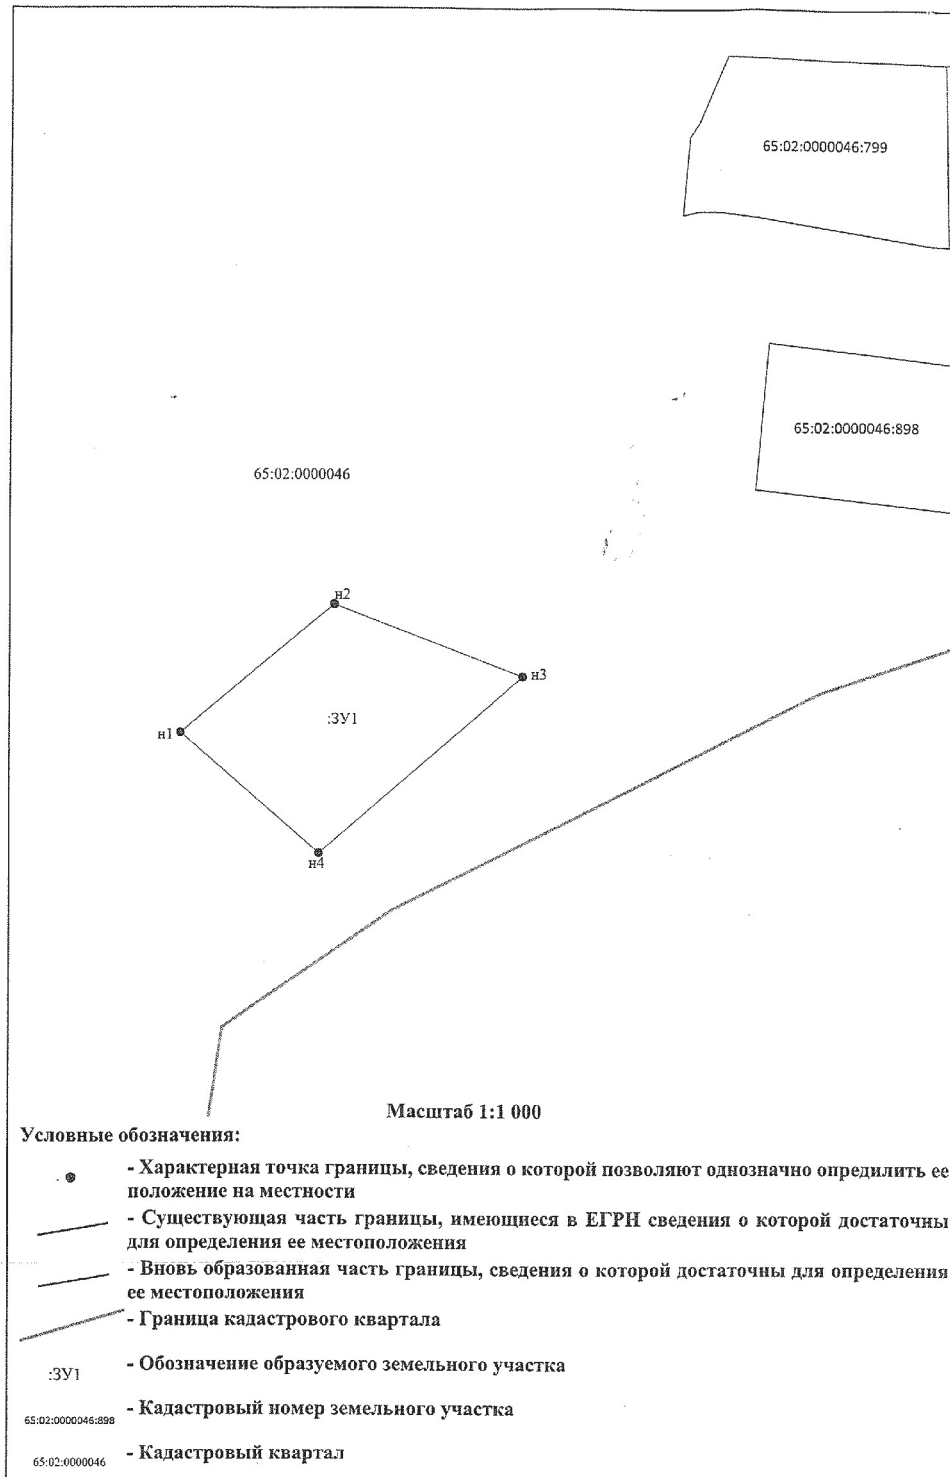 65:02:0000046:799
65:02:0000046:898
65:02:0000046
н2
н3
:ЗУ1
н1
н4
Масштаб 1:1 000
Условные обозначения:
- Характерная точка границы, сведения о которой позволяют однозначно опредилить ее
положение на местности
- Существующая часть границы, имеющиеся в ЕГРН сведения о которой достаточны
для определения ее местоположения
- Вновь образованная часть границы, сведения о которой достаточны для определения
ее местоположения
- Граница кадастрового квартала
:ЗУ1 - Обозначение образуемого земельного участка
65:02:0000046:898 - Кадастровый номер земельного участка
65:02:0000046 - Кадастровый квартал